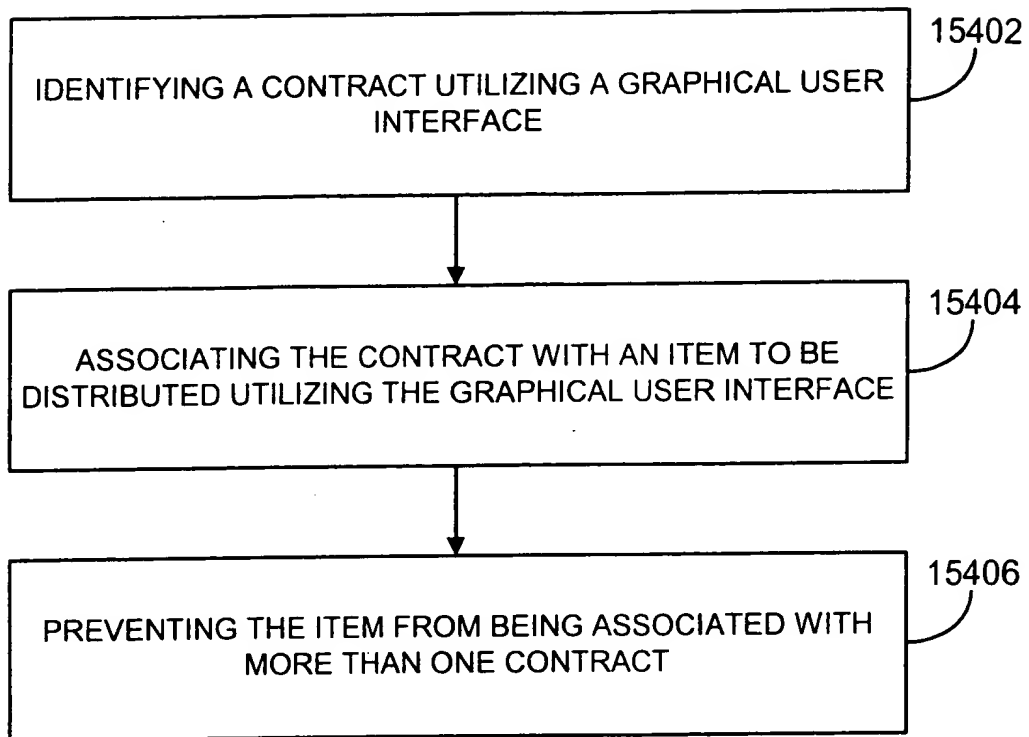 15402
IDENTIFYING A CONTRACT UTILIZING A GRAPHICAL USER
INTERFACE
15404
ASSOCIATING THE CONTRACT WITH AN ITEM TO BE
DISTRIBUTED UTILIZING THE GRAPHICAL USER INTERFACE
15406
PREVENTING THE ITEM FROM BEING ASSOCIATED WITH
MORE THAN ONE CONTRACT